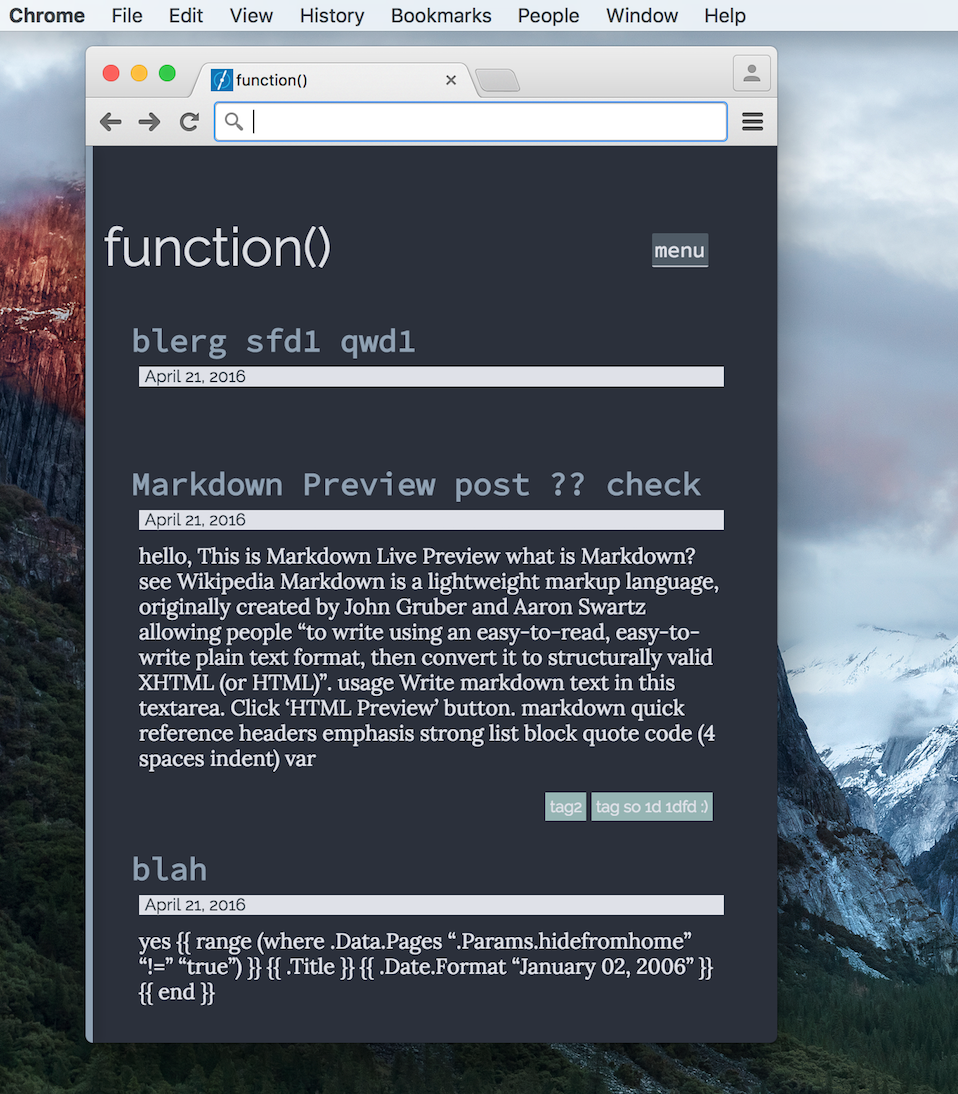 Chrome File Edit View History Bookmarks People Window Help
function()
function()
menu
blerg sfd1 qwd1
April 21, 2016
Markdown Preview post ?? check
April 21, 2016
hello, This is Markdown Live Preview what is Markdown?
see Wikipedia Markdown is a lightweight markup language,
originally created by John Gruber and Aaron Swartz
allowing people “to write using an easy-to-read, easy-to-
write plain text format, then convert it to structurally valid
XHTML (or HTML)”. usage Write markdown text in this
textarea. Click ‘HTML Preview’ button. markdown quick
reference headers emphasis strong list block quote code (4
spaces indent) var
tag2 tag so 1d 1dfd :)
blah
April 21, 2016
yes {{ range (where .Data.Pages “.Params.hidefromhome”
“!=” “true”) }} {{ .Title }} {{ .Date.Format “January 02, 2006” }}
{{ end }}